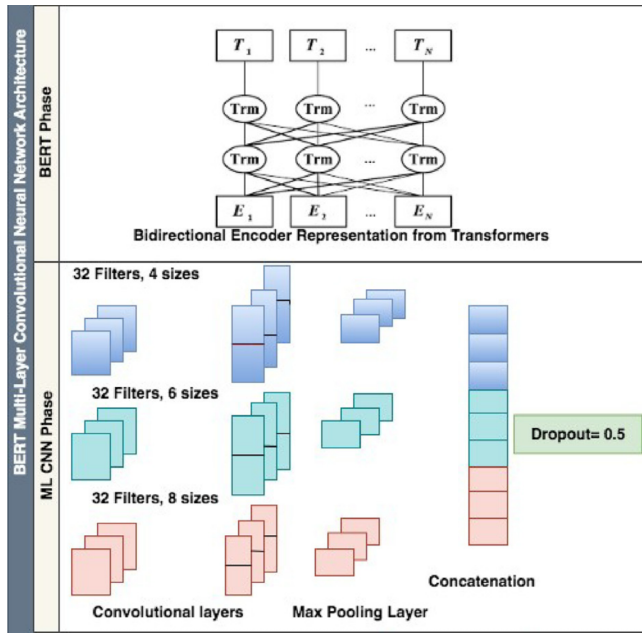 BERT Multi-Layer Convolutional Neural Network Architecture
BERT Phase
T1 T2 ... TN
Trm Trm ... Trm
Trm Trm ... Trm
E1 E2 ... EN
Bidirectional Encoder Representation from Transformers
ML CNN Phase
32 Filters, 4 sizes
32 Filters, 6 sizes
Dropout= 0.5
32 Filters, 8 sizes
Concatenation
Convolutional layers Max Pooling Layer